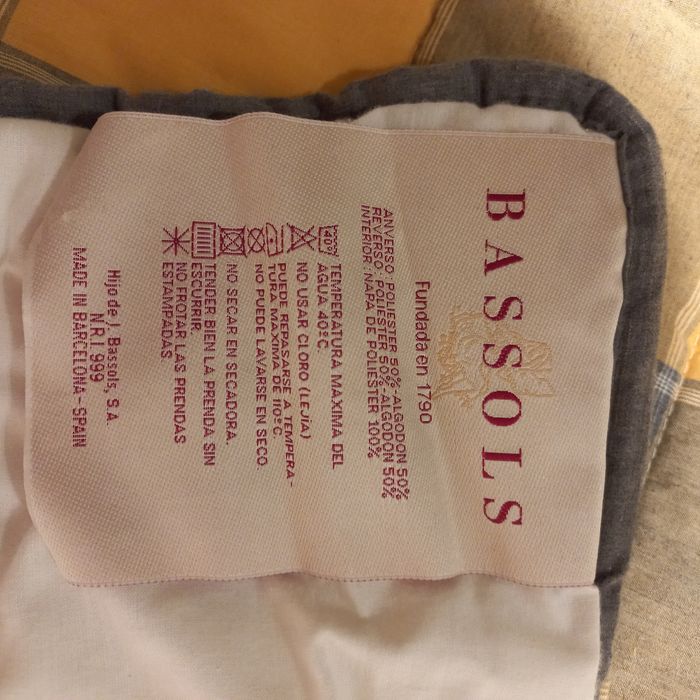 BASSOLS
Fundada en 1790
ANVERSO : POLIESTER 50%-ALGODON 50%
REVERSO : POLIESTER 50%-ALGODON 50%
INTERIOR : NAPA DE POLIESTER 100%
40º
TEMPERATURA MAXIMA DEL
AGUA 40ºC.
NO USAR CLORO (LEJÍA)
PUEDE REPASARSE A TEMPERA-
TURA MAXIMA DE 110ºC.
NO PUEDE LAVARSE EN SECO.
NO SECAR EN SECADORA.
TENDER BIEN LA PRENDA SIN
ESCURRIR.
NO FROTAR LAS PRENDAS
ESTAMPADAS
Hijo de J. Bassols, S.A.
N.R.I. 999
MADE IN BARCELONA - SPAIN